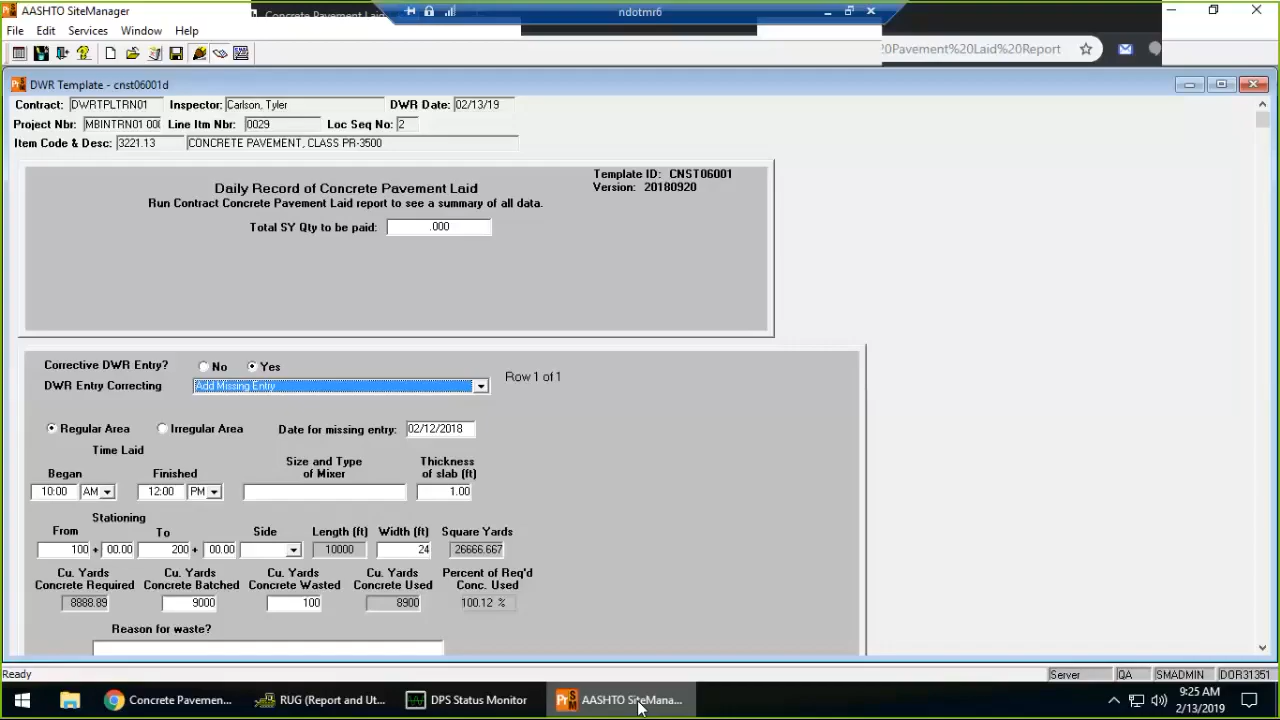 AASHTO SiteManager
Concrete Pavement Laid
ndotmr6
File Edit Services Window Help
20Pavement%20Laid%20Report
DWR Template - cnst06001d
Contract: DWRTPLTRN01 Inspector: Carlson, Tyler DWR Date: 02/13/19
Project Nbr: MBINTRN01 00( Line Itm Nbr: 0029 Loc Seq No: 2
Item Code & Desc: 3221.13 CONCRETE PAVEMENT, CLASS PR-3500
Template ID: CNST06001
Version: 20180920
Daily Record of Concrete Pavement Laid
Run Contract Concrete Pavement Laid report to see a summary of all data.
Total SY Qty to be paid: .000
Corrective DWR Entry? No Yes
DWR Entry Correcting Add Missing Entry Row 1 of 1
Regular Area Irregular Area Date for missing entry: 02/12/2018
Time Laid
Began Finished Size and Type of Mixer Thickness of slab (ft)
10:00 AM 12:00 PM 1.00
Stationing
From To Side Length (ft) Width (ft) Square Yards
100 + 00.00 200 + 00.00 10000 24 26666.667
Cu. Yards Cu. Yards Cu. Yards Cu. Yards Percent of Req'd
Concrete Required Concrete Batched Concrete Wasted Concrete Used Conc. Used
8888.89 9000 100 8900 100.12 %
Reason for waste?
Ready Server QA SMADMIN DOR31351
Concrete Pavemen... RUG (Report and Ut... DPS Status Monitor AASHTO SiteMana...
9:25 AM
2/13/2019